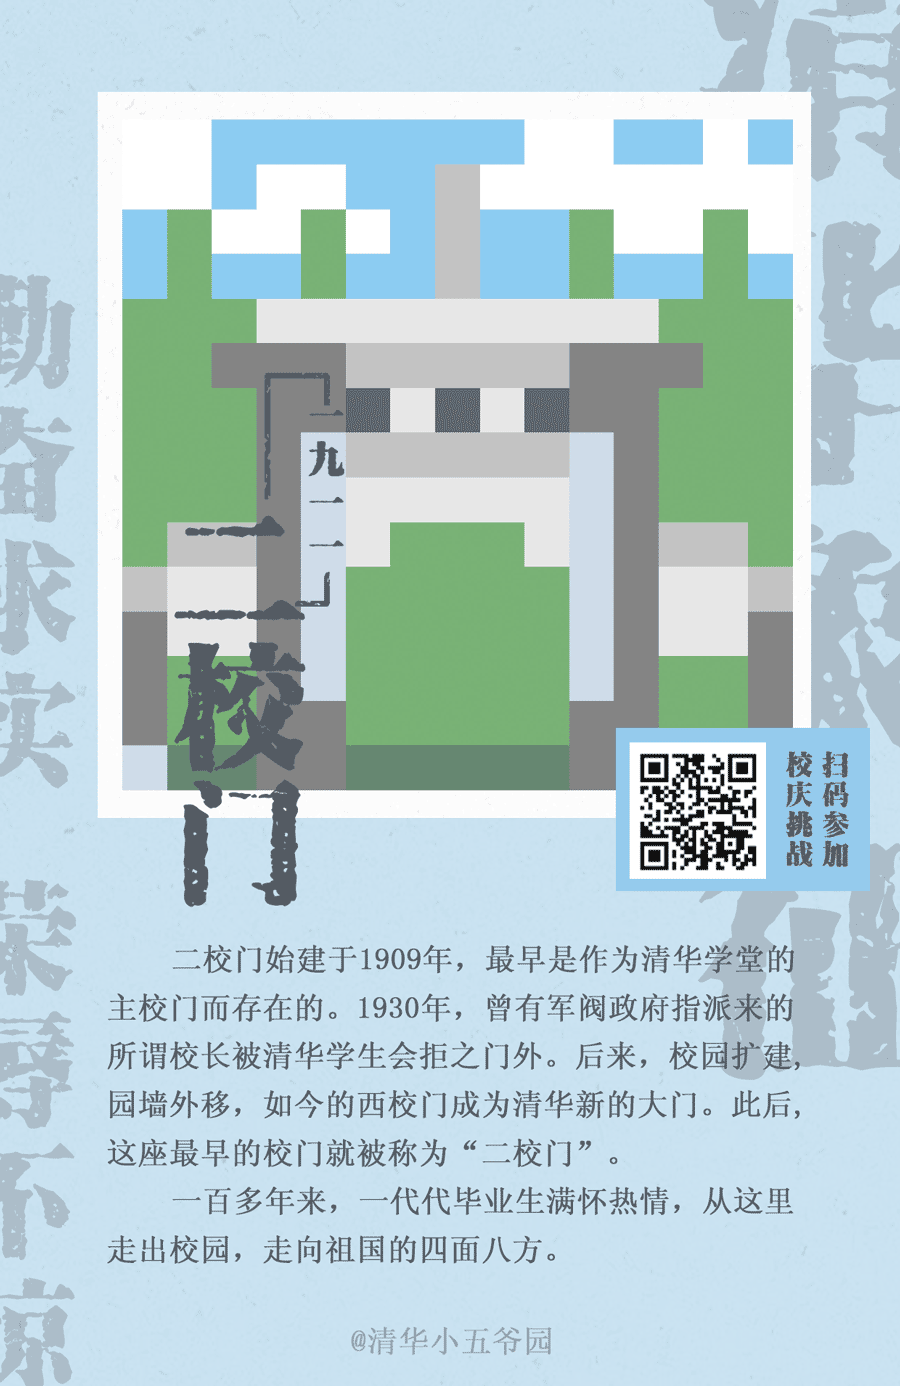 「一九一一」
二校门
扫码参加
校庆挑战
二校门始建于1909年，最早是作为清华学堂的
主校门而存在的。1930年，曾有军阀政府指派来的
所谓校长被清华学生会拒之门外。后来，校园扩建，
园墙外移，如今的西校门成为清华新的大门。此后，
这座最早的校门就被称为“二校门”。
一百多年来，一代代毕业生满怀热情，从这里
走出校园，走向祖国的四面八方。
@清华小五爷园